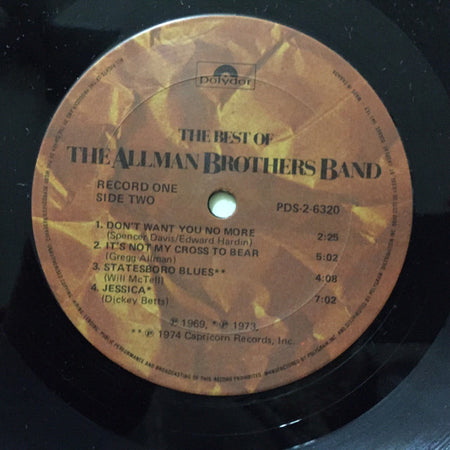 Polydor
THE BEST OF
THE ALLMAN BROTHERS BAND
RECORD ONE
SIDE TWO
PDS-2-6320
1. DON'T WANT YOU NO MORE 2:25
(Spencer Davis/Edward Hardin)
2. IT'S NOT MY CROSS TO BEAR 5:02
(Gregg Allman)
3. STATESBORO BLUES** 4:08
(Will McTell)
4. JESSICA* 7:02
(Dickey Betts)
℗ 1969, *℗ 1973,
**℗ 1974 Capricorn Records, Inc.